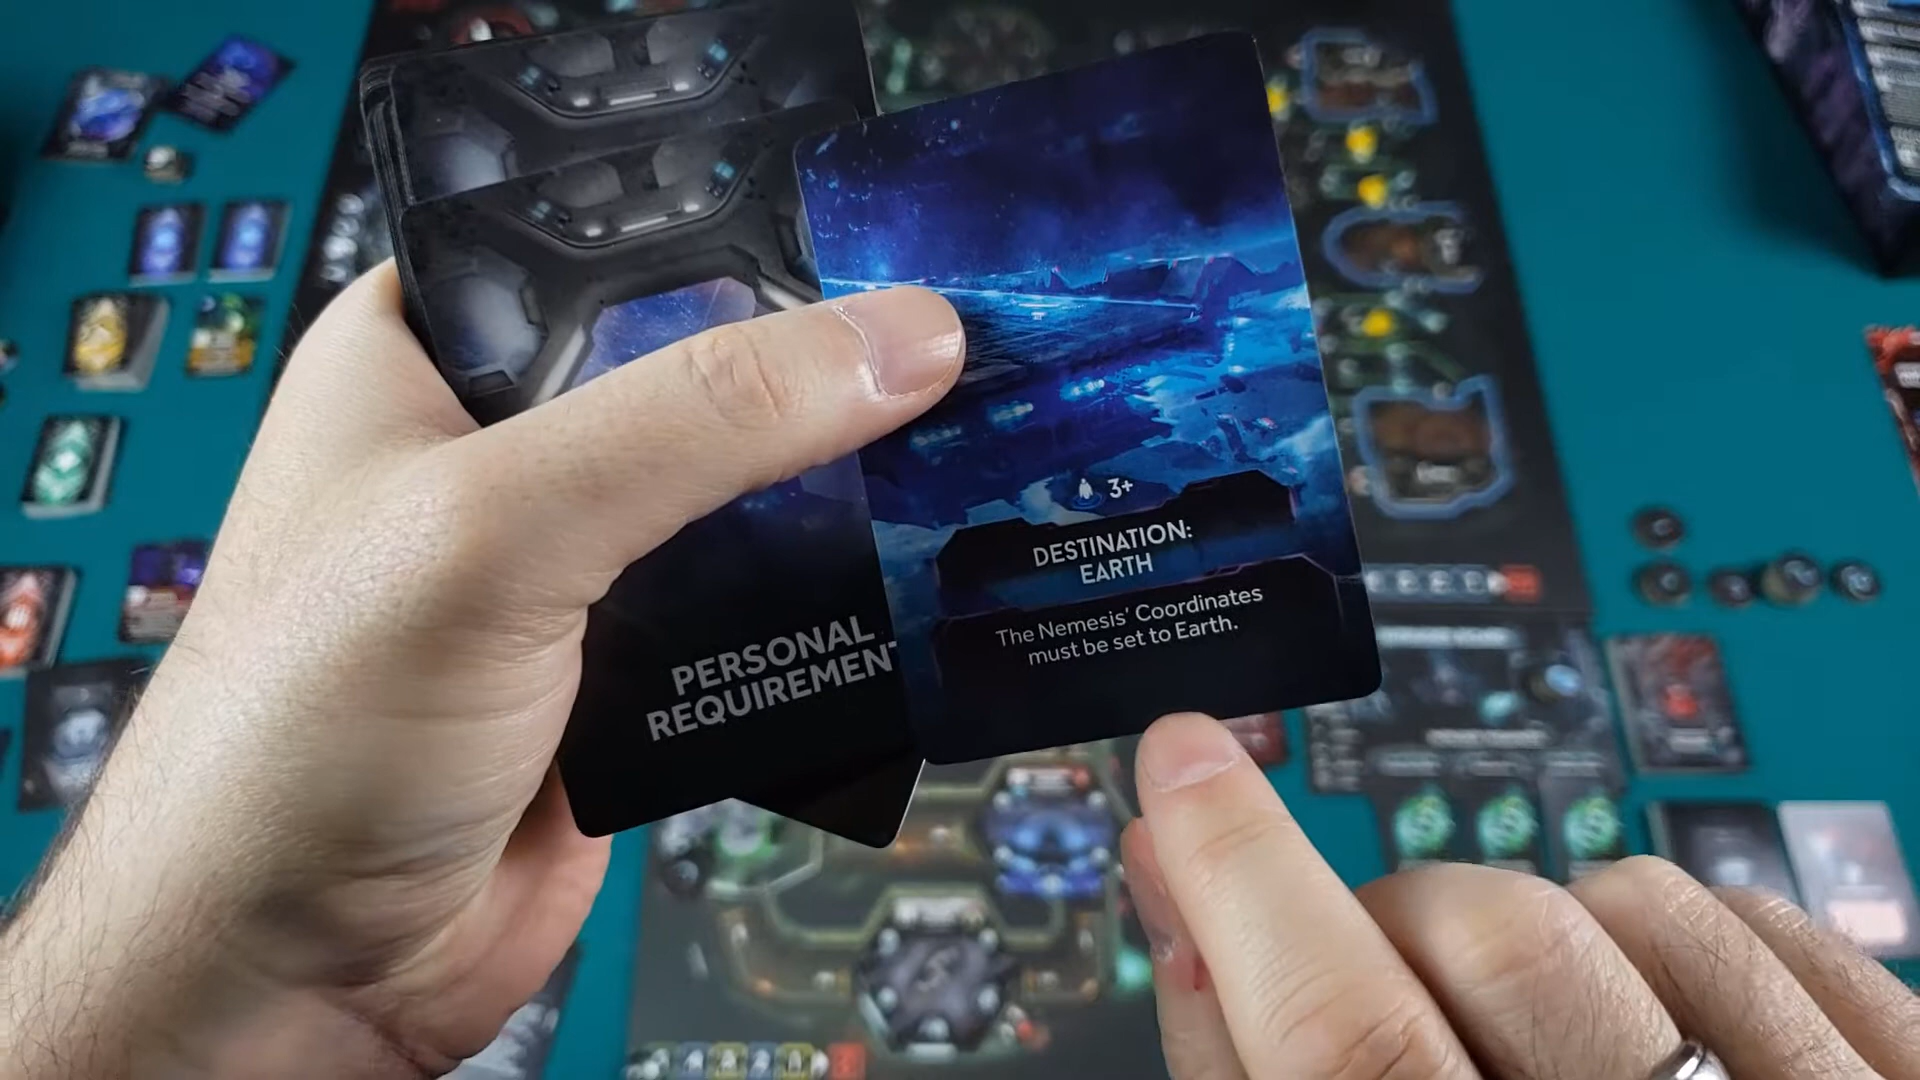 3+
DESTINATION:
EARTH
The Nemesis' Coordinates
must be set to Earth.
PERSONAL
REQUIREMENT